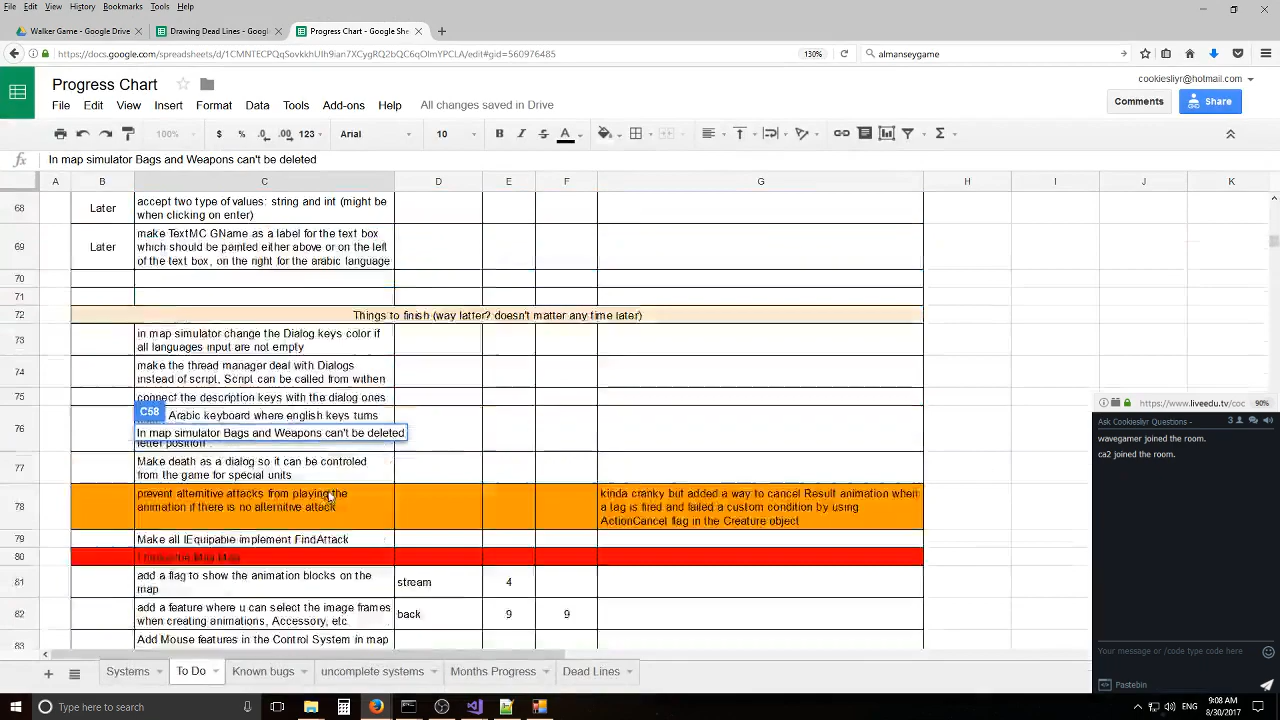 File Edit View History Bookmarks Tools Help
Walker Game - Google Drive
Drawing Dead Lines - Googl
Progress Chart - Google She
130%
almanseygame
Progress Chart
cookiesliyr@hotmail.com
File Edit View Insert Format Data Tools Add-ons Help All changes saved in Drive
Comments Share
100% $ % .0 .00 123 Arial 10 B I S A
fx In map simulator Bags and Weapons can't be deleted
A B C D E F G H I J K
68 Later accept two type of values: string and int (might be
when clicking on enter)
69 Later make TextMC GName as a label for the text box
which should be painted either above or on the left
of the text box, on the right for the arabic language
70
71
72 Things to finish (way latter? doesn't matter any time later)
73 in map simulator change the Dialog keys color if
all languages input are not empty
74 make the thread manager deal with Dialogs
instead of script, Script can be called from withen
75 connect the description keys with the dialog ones
C58 Arabic keyboard where english keys turns
76 In map simulator Bags and Weapons can't be deleted
letter position
77 Make death as a dialog so it can be controled
from the game for special units
78 prevent alternitive attacks from playing the
animation if there is no alternitive attack
kinda cranky but added a way to cancel Result animation when
a tag is fired and failed a custom condition by using
ActionCancel flag in the Creature object
79 Make all IEquipable implement FindAttack
80
81 add a flag to show the animation blocks on the
map
stream 4
82 add a feature where u can select the image frames
when creating animations, Accessory, etc
back 9 9
83 Add Mouse features in the Control System in map
Systems To Do Known bugs uncomplete systems Months Progress Dead Lines
https://www.liveedu.tv/coc 90%
Ask Cookiesliyr Questions - 3
wavegamer joined the room.
ca2 joined the room.
Your message or /code type code here
Pastebin
Type here to search
ENG
9:08 AM
8/30/2017